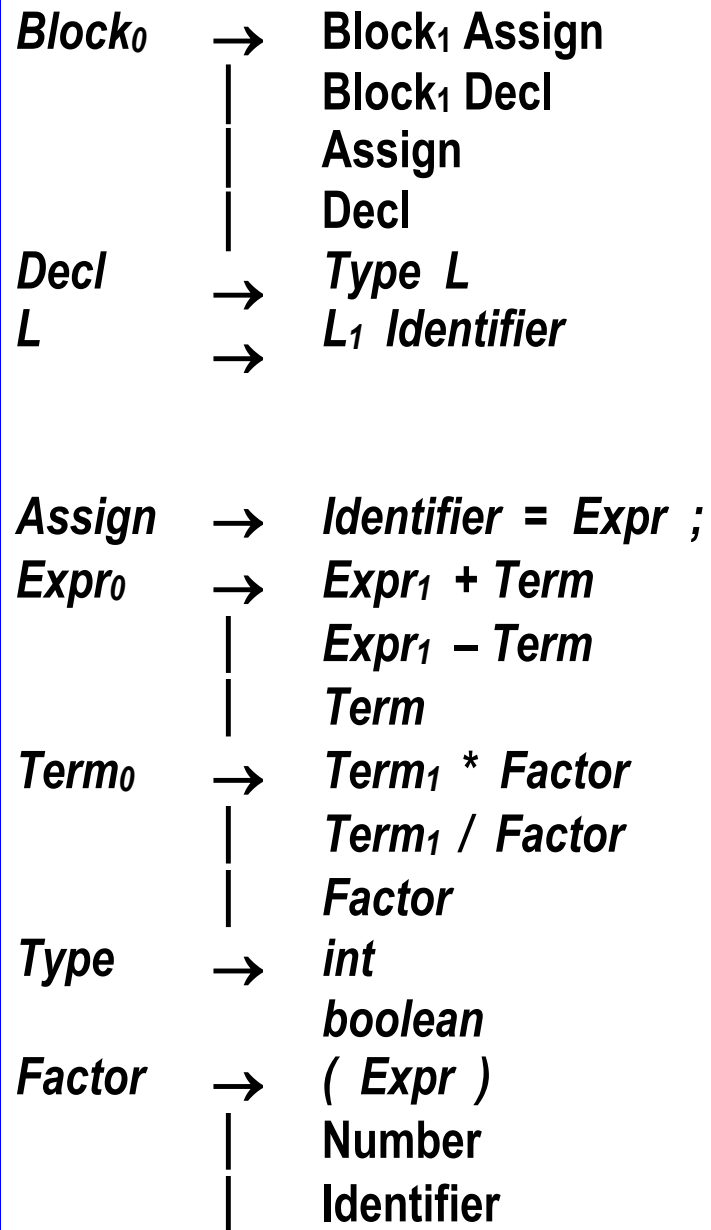 Block₀ → Block₁ Assign
| Block₁ Decl
| Assign
| Decl
Decl → Type L
L → L₁ Identifier
Assign → Identifier = Expr ;
Expr₀ → Expr₁ + Term
| Expr₁ – Term
| Term
Term₀ → Term₁ * Factor
| Term₁ / Factor
| Factor
Type → int
boolean
Factor → ( Expr )
| Number
| Identifier